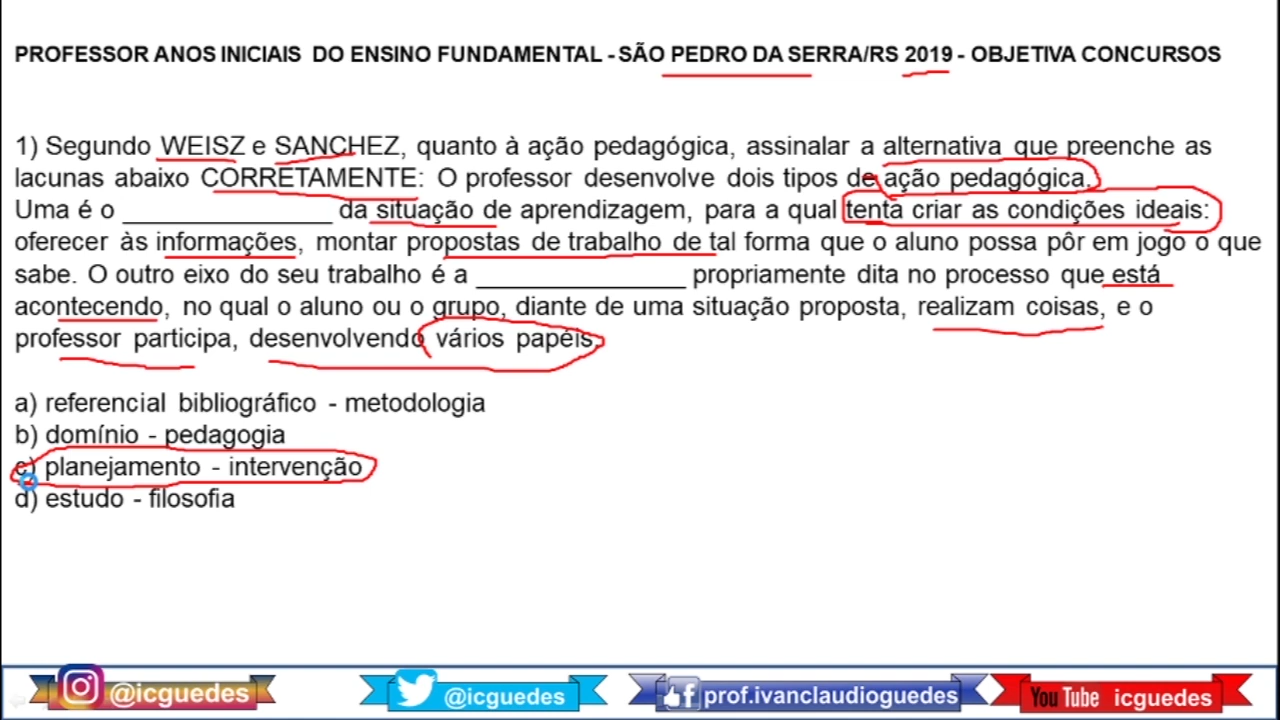 PROFESSOR ANOS INICIAIS DO ENSINO FUNDAMENTAL - SÃO PEDRO DA SERRA/RS 2019 - OBJETIVA CONCURSOS
1) Segundo WEISZ e SANCHEZ, quanto à ação pedagógica, assinalar a alternativa que preenche as
lacunas abaixo CORRETAMENTE: O professor desenvolve dois tipos de ação pedagógica.
Uma é o _______________ da situação de aprendizagem, para a qual tenta criar as condições ideais:
oferecer às informações, montar propostas de trabalho de tal forma que o aluno possa pôr em jogo o que
sabe. O outro eixo do seu trabalho é a _______________ propriamente dita no processo que está
acontecendo, no qual o aluno ou o grupo, diante de uma situação proposta, realizam coisas, e o
professor participa, desenvolvendo vários papéis.
a) referencial bibliográfico - metodologia
b) domínio - pedagogia
c) planejamento - intervenção
d) estudo - filosofia
@icguedes @icguedes prof.ivanclaudioguedes You Tube icguedes